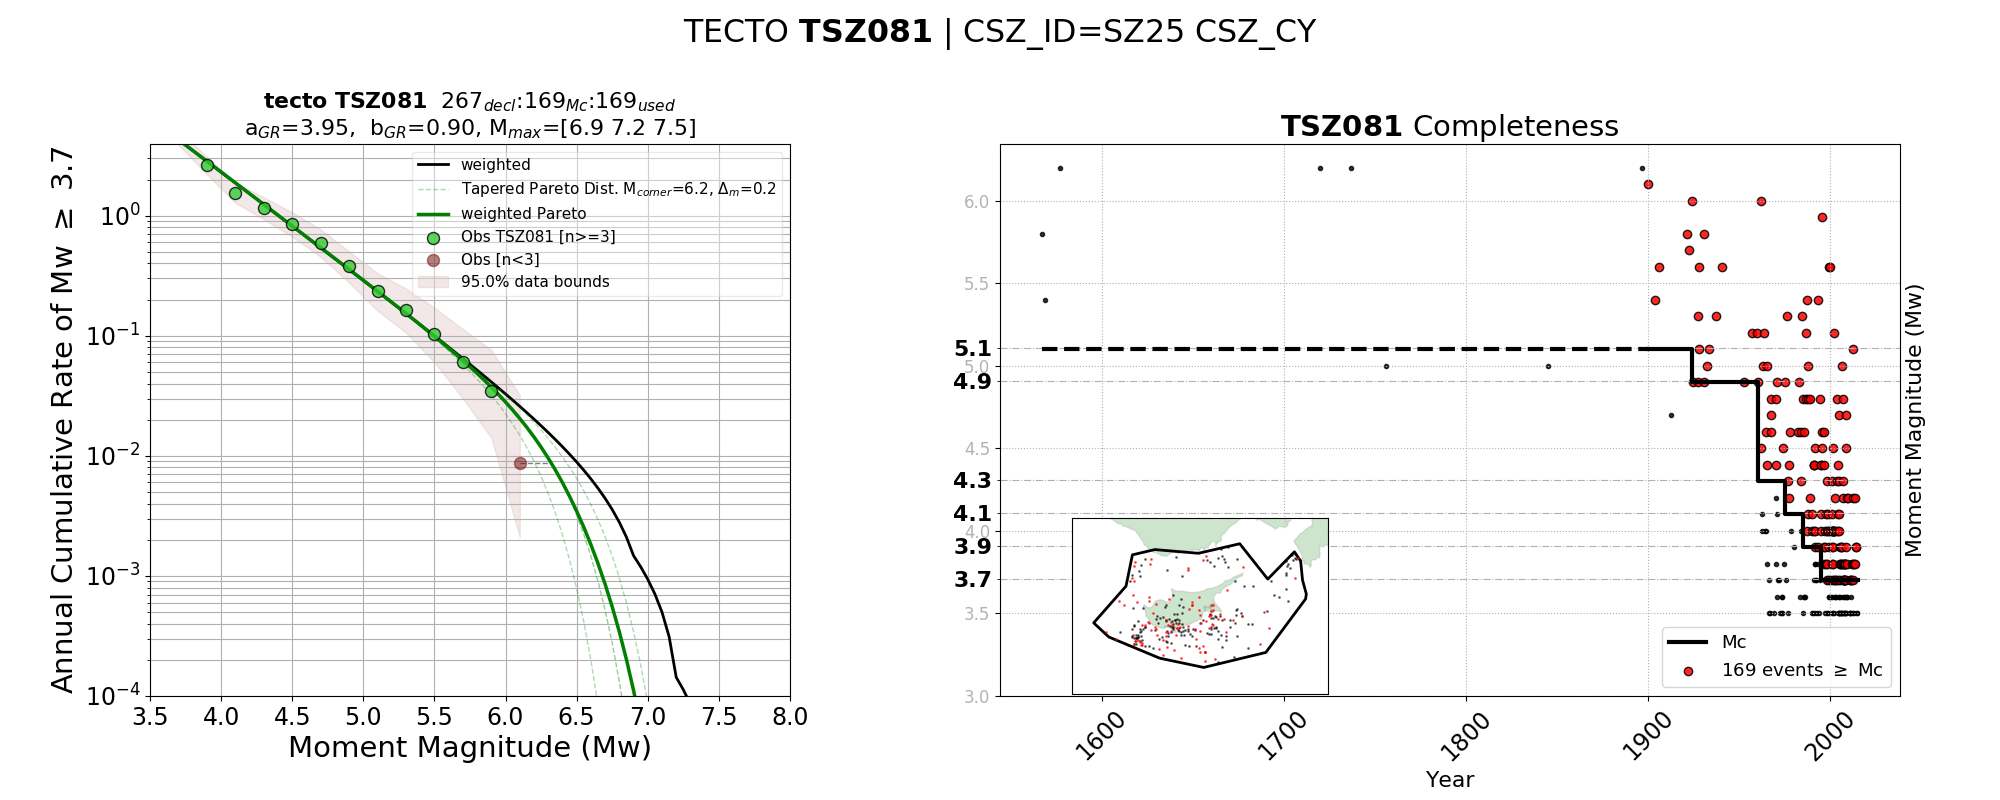 TECTO TSZ081 | CSZ_ID=SZ25 CSZ_CY
tecto TSZ081 267decl:169Mc:169used
aGR=3.95, bGR=0.90, Mmax=[6.9 7.2 7.5]
Annual Cumulative Rate of Mw ≥ 3.7
10^0
10^-1
10^-2
10^-3
10^-4
weighted
Tapered Pareto Dist. Mcorner=6.2, Δm=0.2
weighted Pareto
Obs TSZ081 [n>=3]
Obs [n<3]
95.0% data bounds
3.5 4.0 4.5 5.0 5.5 6.0 6.5 7.0 7.5 8.0
Moment Magnitude (Mw)
TSZ081 Completeness
6.0
5.5
5.1
5.0
4.9
4.5
4.3
4.1
4.0
3.9
3.7
3.5
3.0
Moment Magnitude (Mw)
Mc
169 events ≥ Mc
1600 1700 1800 1900 2000
Year